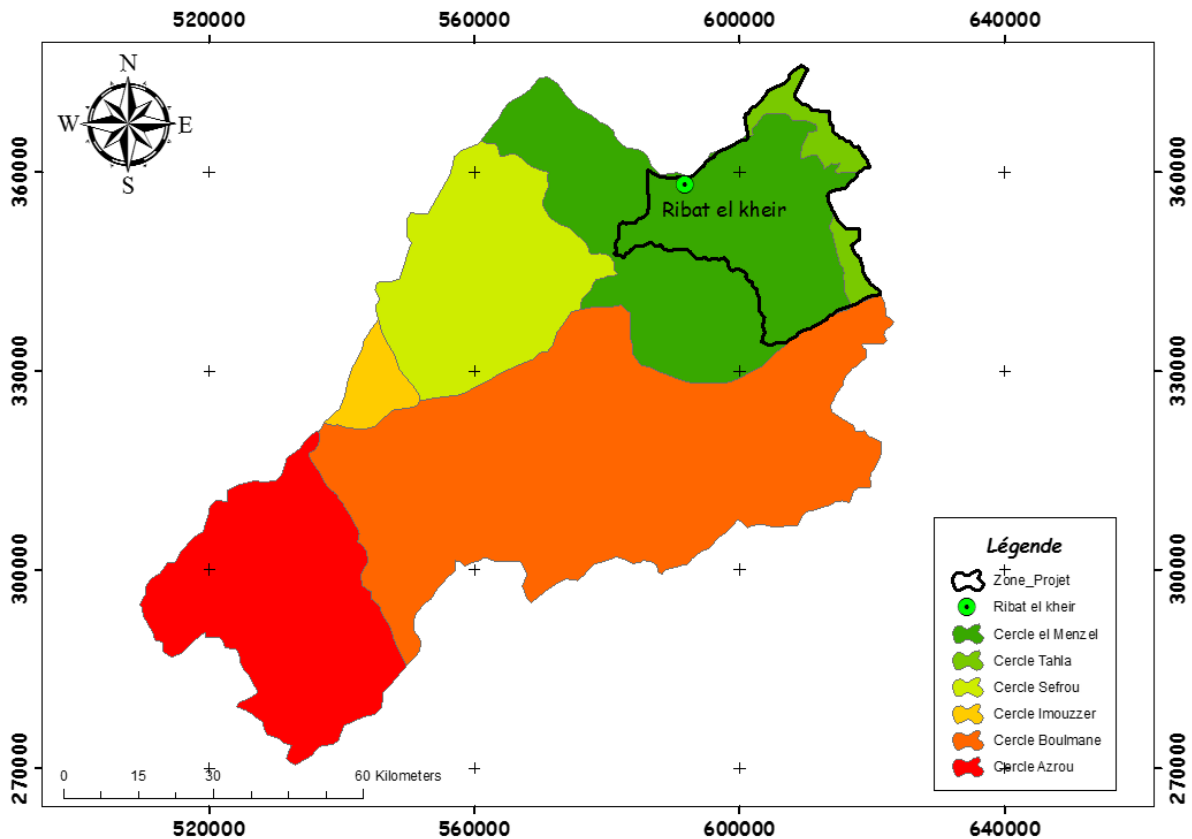 520000 560000 600000 640000
N
W E
S
360000 360000
Ribat el kheir
330000 330000
300000 300000
270000 270000
Légende
Zone_Projet
Ribat el kheir
Cercle el Menzel
Cercle Tahla
Cercle Sefrou
Cercle Imouzzer
Cercle Boulmane
Cercle Azrou
0 15 30 60 Kilometers
520000 560000 600000 640000